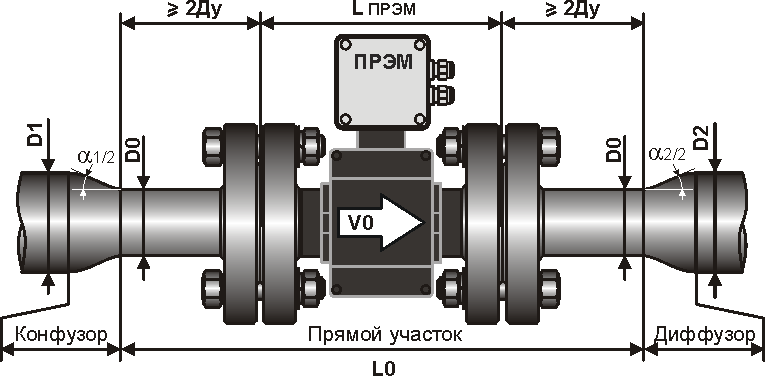 ≥ 2Ду
L ПРЭМ
≥ 2Ду
ПРЭМ
D1
α1/2
D0
D0
α2/2
D2
V0
Конфузор
Прямой участок
Диффузор
L0